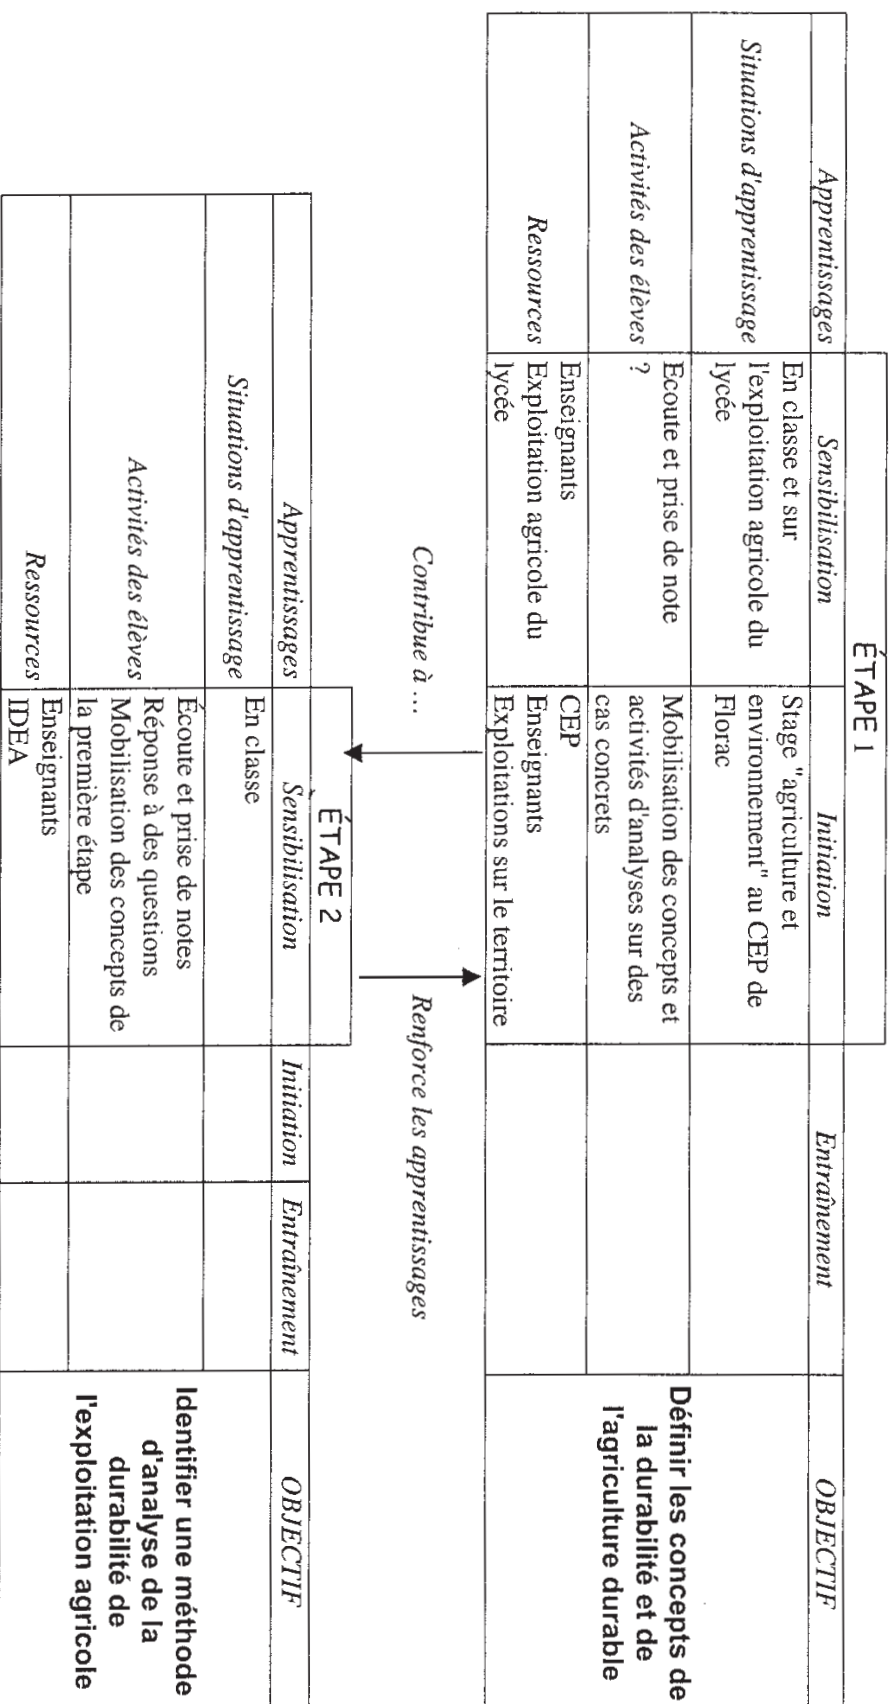 ÉTAPE 1
Apprentissages
Sensibilisation
Initiation
Entraînement
OBJECTIF
Situations d'apprentissage
En classe et sur
l'exploitation agricole du
lycée
Stage "agriculture et
environnement" au CEP de
Florac
Activités des élèves
Ecoute et prise de note
?
Mobilisation des concepts et
activités d'analyses sur des
cas concrets
Ressources
Enseignants
Exploitation agricole du
lycée
CEP
Enseignants
Exploitations sur le territoire
Définir les concepts de
la durabilité et de
l'agriculture durable
Contribue à ...
Renforce les apprentissages
ÉTAPE 2
Apprentissages
Sensibilisation
Initiation
Entraînement
OBJECTIF
Situations d'apprentissage
En classe
Activités des élèves
Écoute et prise de notes
Réponse à des questions
Mobilisation des concepts de
la première étape
Ressources
Enseignants
IDEA
Identifier une méthode
d'analyse de la
durabilité de
l'exploitation agricole